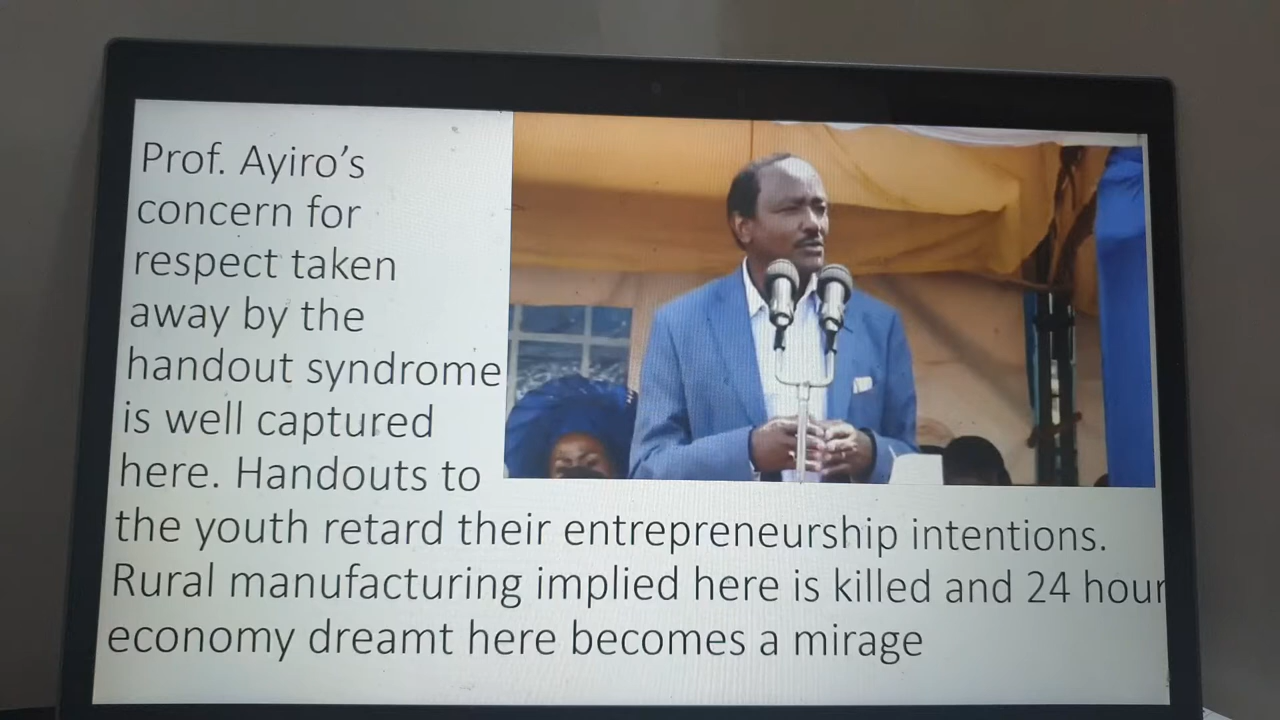 Prof. Ayiro's
concern for
respect taken
away by the
handout syndrome
is well captured
here. Handouts to
the youth retard their entrepreneurship intentions.
Rural manufacturing implied here is killed and 24 hour
economy dreamt here becomes a mirage